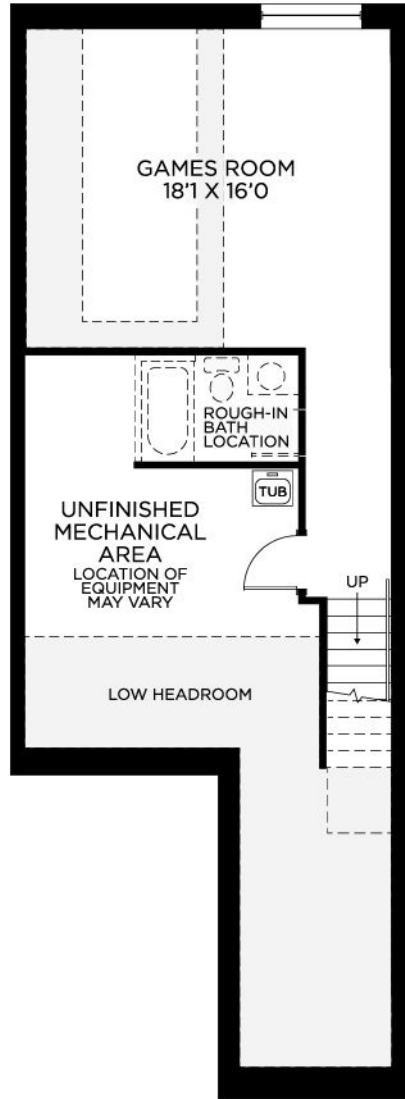 GAMES ROOM
18'1 X 16'0
ROUGH-IN
BATH
LOCATION
TUB
UNFINISHED
MECHANICAL
AREA
LOCATION OF
EQUIPMENT
MAY VARY
UP
LOW HEADROOM